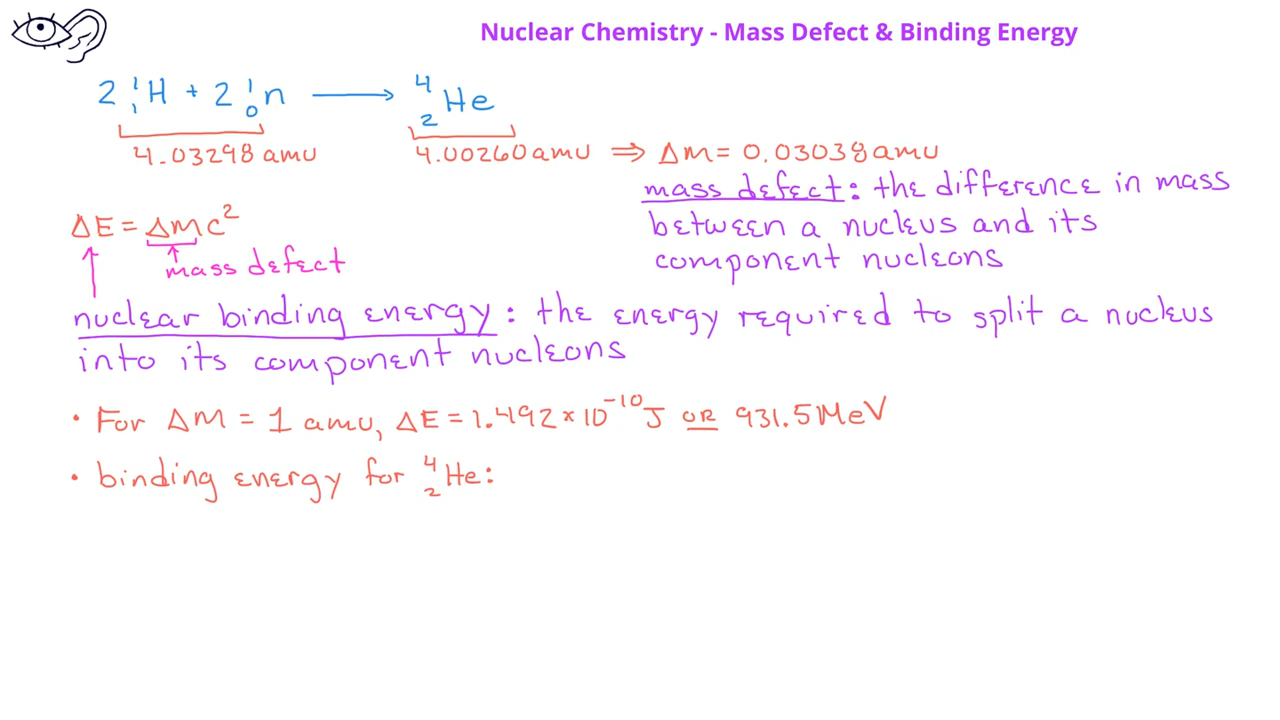 Nuclear Chemistry - Mass Defect & Binding Energy
2 ¹₁H + 2 ¹₀n ⟶ ⁴₂He
4.03298 amu 4.00260 amu ⇒ Δm = 0.03038 amu
mass defect: the difference in mass
between a nucleus and its
component nucleons
ΔE = Δmc²
↑ mass defect
nuclear binding energy: the energy required to split a nucleus
into its component nucleons
• For Δm = 1 amu, ΔE = 1.492 × 10⁻¹⁰ J OR 931.5 MeV
• binding energy for ⁴₂He: